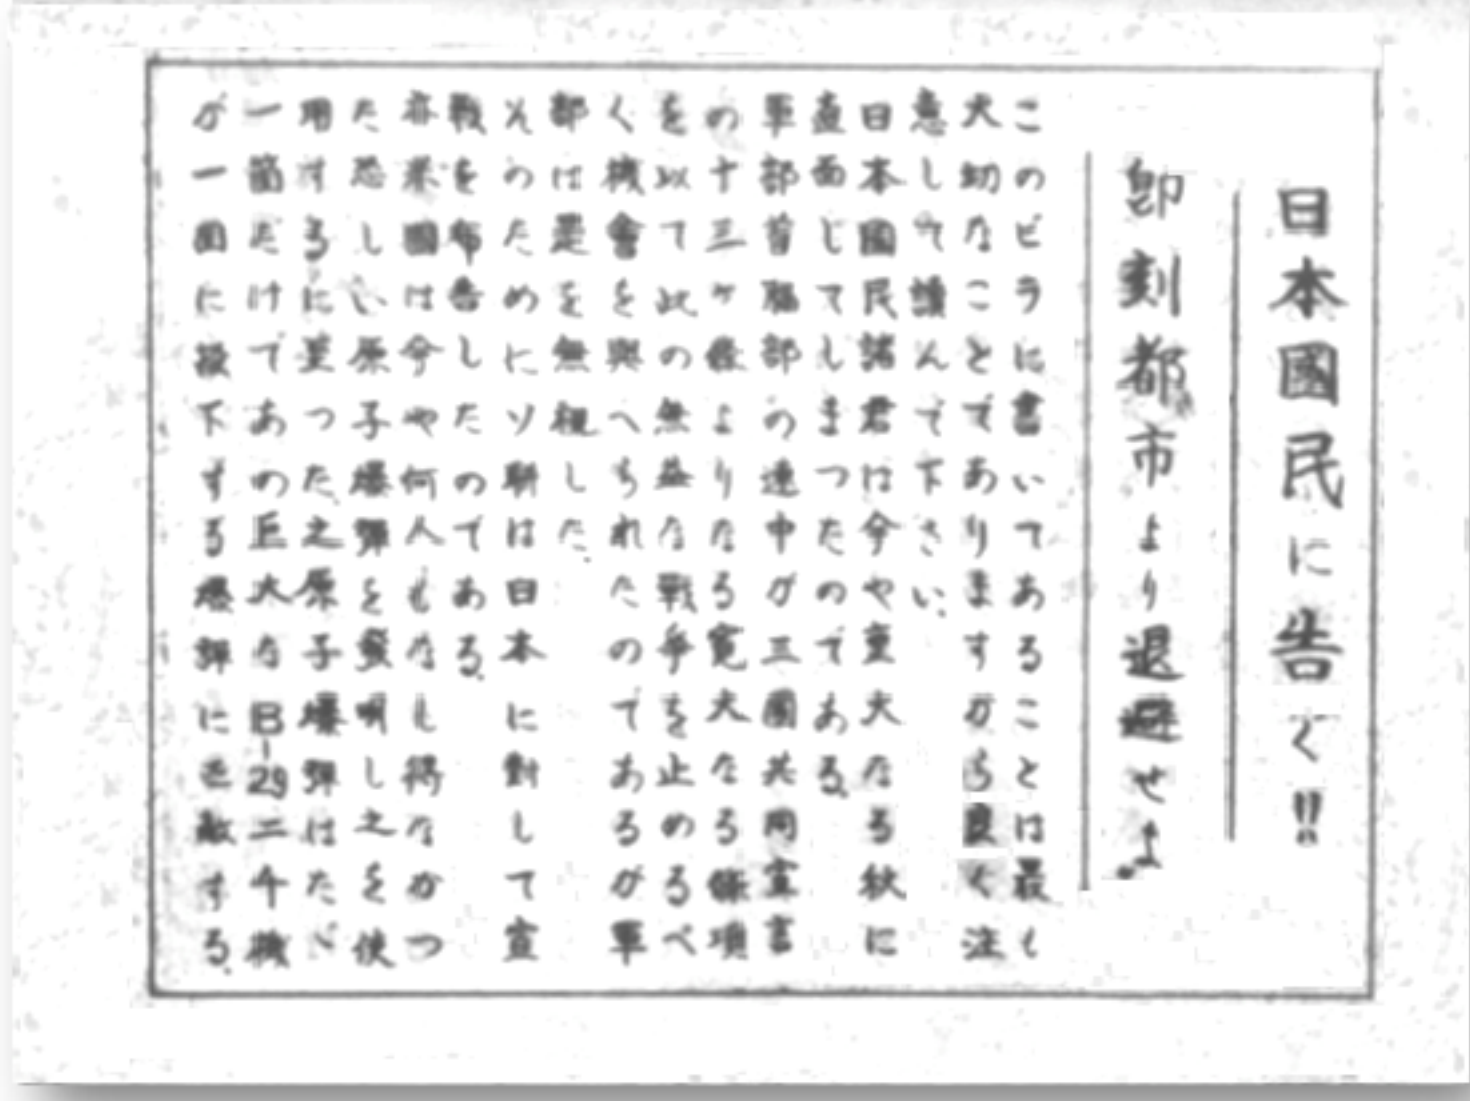 日本國民に告ぐ‼
即刻都市より退避せよ
このビラに書いてあることは最も
大切なことでありますから良く注
意して讀んで下さい、
日本國民諸君は今や重大なる秋に
直面してしまつたのである、
軍部首脳部の連中が三國共同宣言
の十三ヶ條よりなる寛大なる條項
を以て此の無益な戰爭を止めるべ
く機會を與へられたのであるが軍
部は是を無視した、
そのためにソ聯は日本に對して宣
戰を布告したのである、
亦米國は今や何人もなし得なかつ
た恐しい原子爆彈を發明し之を使
用するに至つた、之原子爆彈はたゞ
一箇だけであの巨大なB-29二千機
が一回に投下する爆彈に匹敵する、